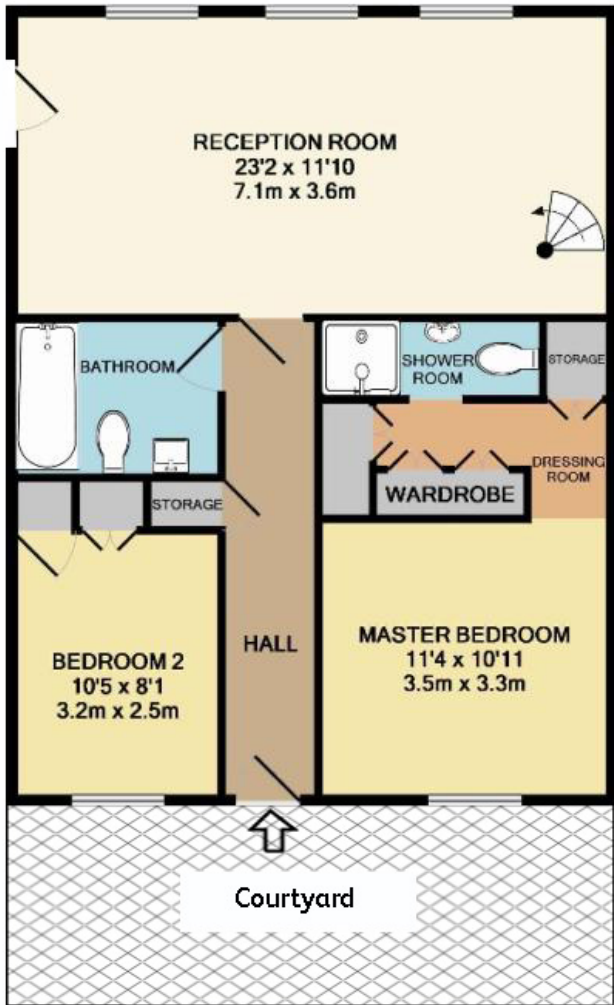 RECEPTION ROOM
23'2 x 11'10
7.1m x 3.6m
BATHROOM
SHOWER
ROOM
STORAGE
DRESSING
ROOM
WARDROBE
STORAGE
HALL
MASTER BEDROOM
11'4 x 10'11
3.5m x 3.3m
BEDROOM 2
10'5 x 8'1
3.2m x 2.5m
Courtyard